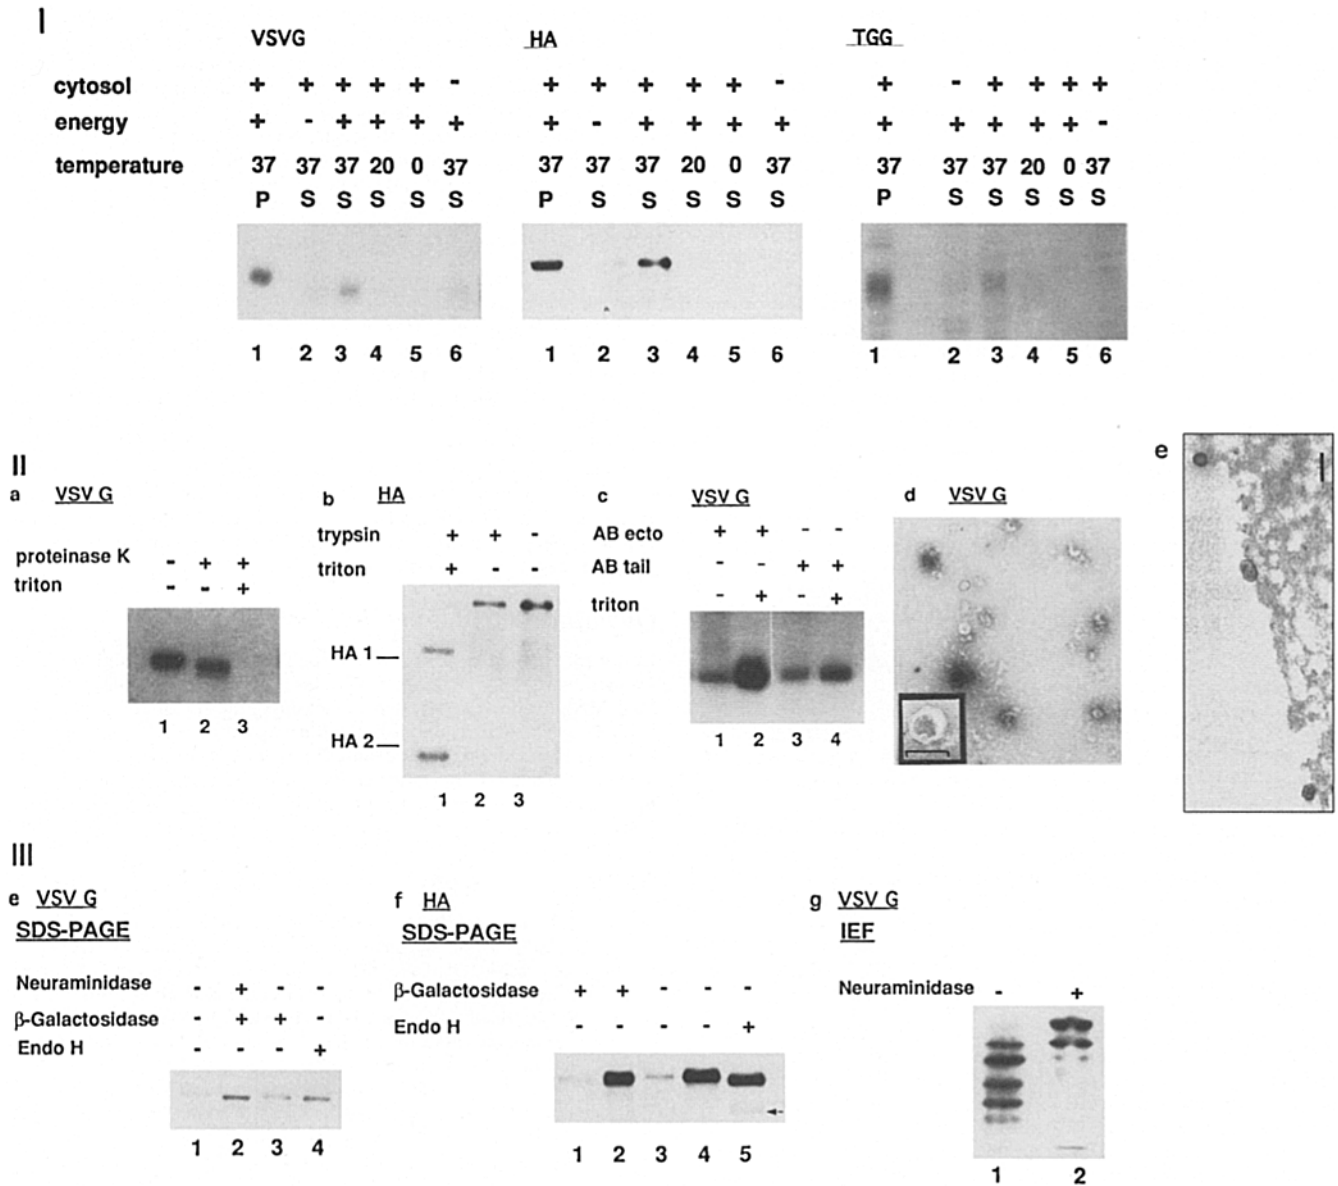 I
VSVG HA TGG
cytosol + + + + + - + + + + + - + - + + + +
energy + - + + + + + - + + + + + + + + + -
temperature 37 37 37 20 0 37 37 37 37 20 0 37 37 37 37 20 0 37
P S S S S S P S S S S S P S S S S S
1 2 3 4 5 6 1 2 3 4 5 6 1 2 3 4 5 6
II
a VSV G
proteinase K - + +
triton - - +
1 2 3
b HA
trypsin + + -
triton + - -
HA 1
HA 2
1 2 3
c VSV G
AB ecto + + - -
AB tail - - + +
triton - + - +
1 2 3 4
d VSV G
e
III
e VSV G
SDS-PAGE
Neuraminidase - + - -
β-Galactosidase - + + -
Endo H - - - +
1 2 3 4
f HA
SDS-PAGE
β-Galactosidase + + - - -
Endo H - - - - +
1 2 3 4 5
g VSV G
IEF
Neuraminidase - +
1 2